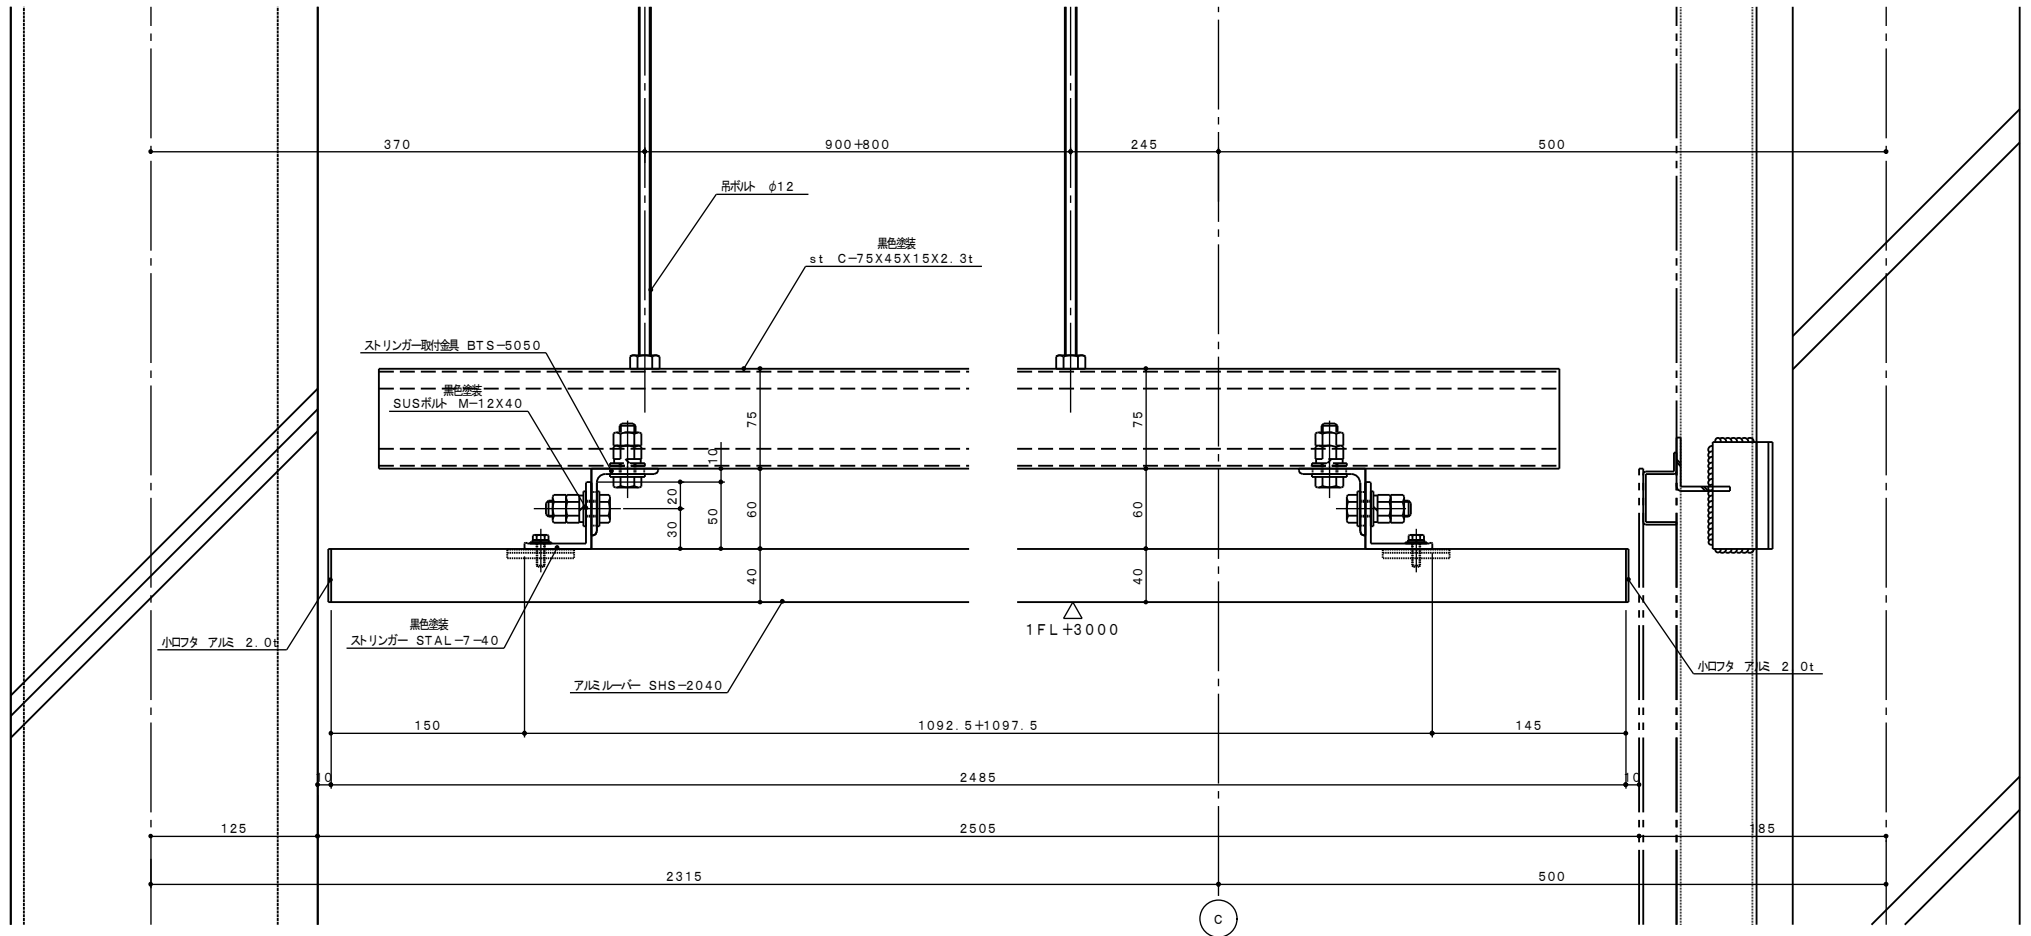 370
900+800
245
500
吊ボルト φ12
黒色塗装
st C-75X45X15X2.3t
ストリンガー取付金具 BTS-5050
黒色塗装
SUSボルト M-12X40
75
75
10
20
30
50
60
60
40
40
1FL+3000
小口フタ アルミ 2.0t
黒色塗装
ストリンガー STAL-7-40
小口フタ アルミ 2.0t
アルミルーバー SHS-2040
150
1092.5+1097.5
145
10
2485
10
125
2505
185
2315
500
C